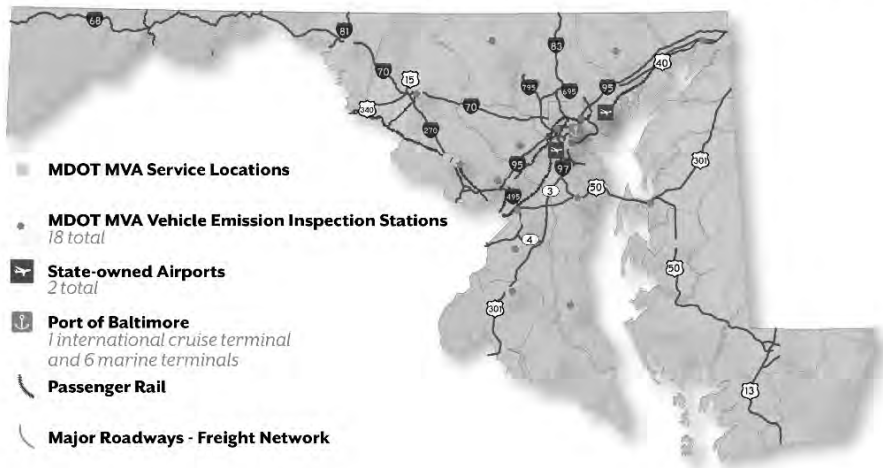 68
81
83
70
15
40
795
695
95
340
70
270
301
95
97
MDOT MVA Service Locations
495
3
50
MDOT MVA Vehicle Emission Inspection Stations
18 total
4
State-owned Airports
2 total
50
301
Port of Baltimore
1 international cruise terminal
and 6 marine terminals
Passenger Rail
13
Major Roadways - Freight Network